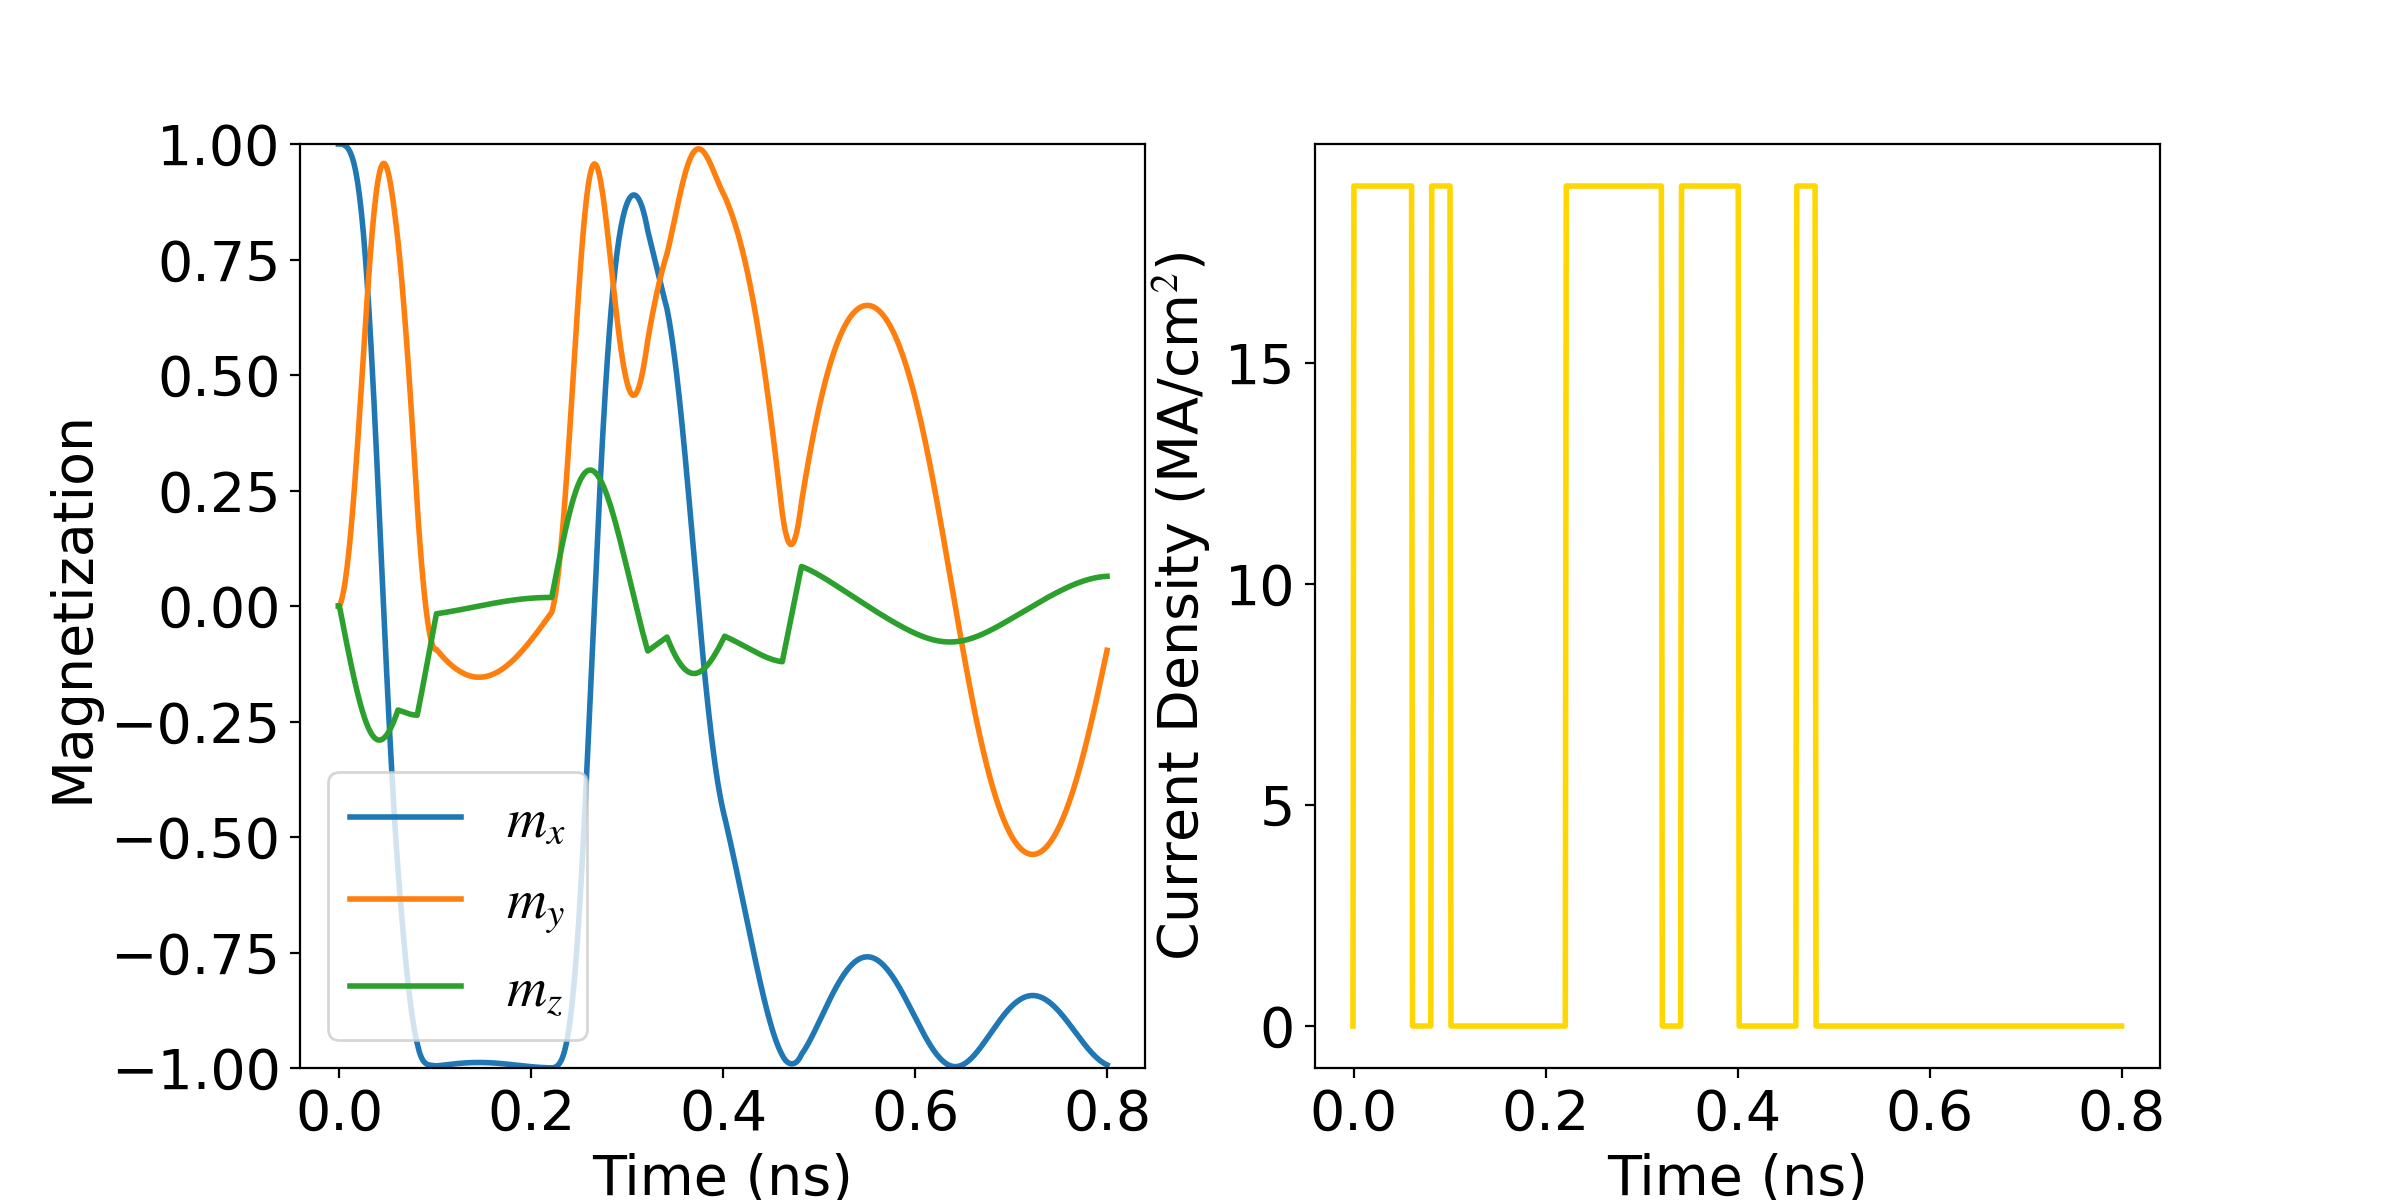 1.00
0.75
0.50
0.25
0.00
−0.25
−0.50
−0.75
−1.00
Magnetization
m_x
m_y
m_z
0.0 0.2 0.4 0.6 0.8
Time (ns)
Current Density (MA/cm²)
15
10
5
0
0.0 0.2 0.4 0.6 0.8
Time (ns)